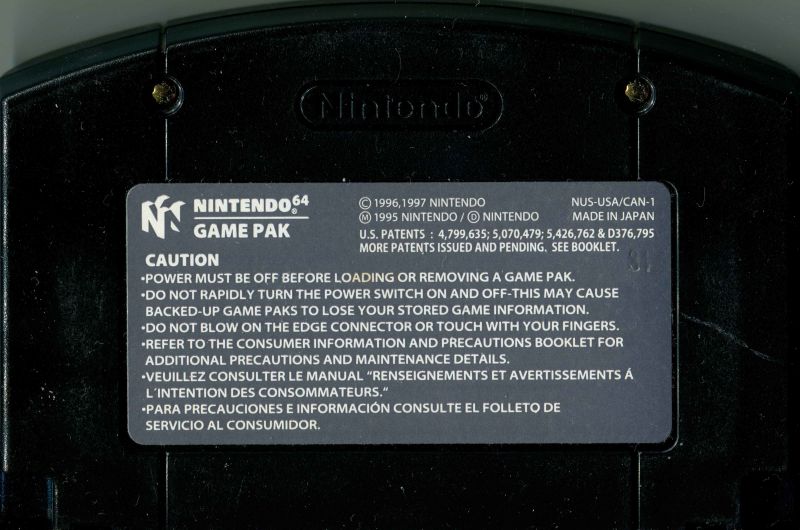 Nintendo®
NINTENDO64®
GAME PAK
© 1996,1997 NINTENDO
Ⓜ 1995 NINTENDO / Ⓓ NINTENDO
NUS-USA/CAN-1
MADE IN JAPAN
U.S. PATENTS : 4,799,635; 5,070,479; 5,426,762 & D376,795
MORE PATENTS ISSUED AND PENDING. SEE BOOKLET.
18
CAUTION
•POWER MUST BE OFF BEFORE LOADING OR REMOVING A GAME PAK.
•DO NOT RAPIDLY TURN THE POWER SWITCH ON AND OFF-THIS MAY CAUSE
BACKED-UP GAME PAKS TO LOSE YOUR STORED GAME INFORMATION.
•DO NOT BLOW ON THE EDGE CONNECTOR OR TOUCH WITH YOUR FINGERS.
•REFER TO THE CONSUMER INFORMATION AND PRECAUTIONS BOOKLET FOR
ADDITIONAL PRECAUTIONS AND MAINTENANCE DETAILS.
•VEUILLEZ CONSULTER LE MANUAL "RENSEIGNEMENTS ET AVERTISSEMENTS Á
L´INTENTION DES CONSOMMATEURS."
•PARA PRECAUCIONES E INFORMACIÓN CONSULTE EL FOLLETO DE
SERVICIO AL CONSUMIDOR.